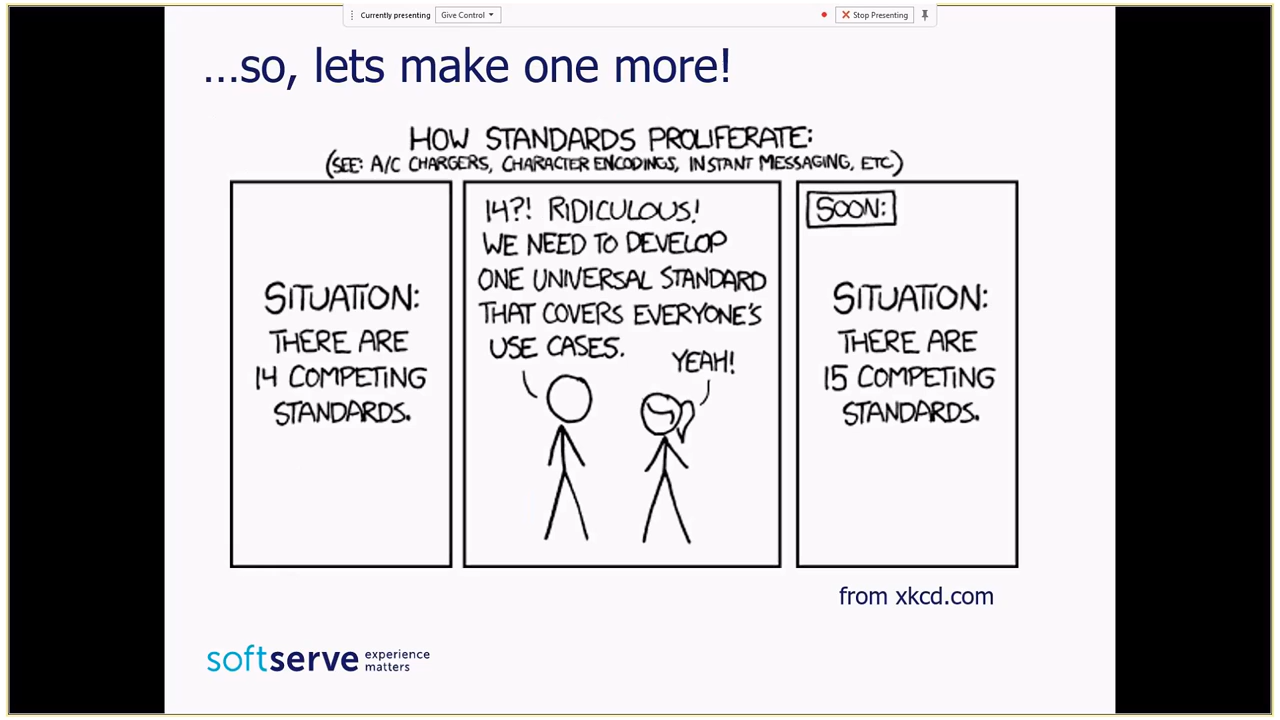 Currently presenting Give Control Stop Presenting
...so, lets make one more!
HOW STANDARDS PROLIFERATE:
(SEE: A/C CHARGERS, CHARACTER ENCODINGS, INSTANT MESSAGING, ETC.)
SITUATION:
THERE ARE
14 COMPETING
STANDARDS.
14?! RIDICULOUS!
WE NEED TO DEVELOP
ONE UNIVERSAL STANDARD
THAT COVERS EVERYONE'S
USE CASES.
YEAH!
SOON:
SITUATION:
THERE ARE
15 COMPETING
STANDARDS.
from xkcd.com
softserve
experience
matters